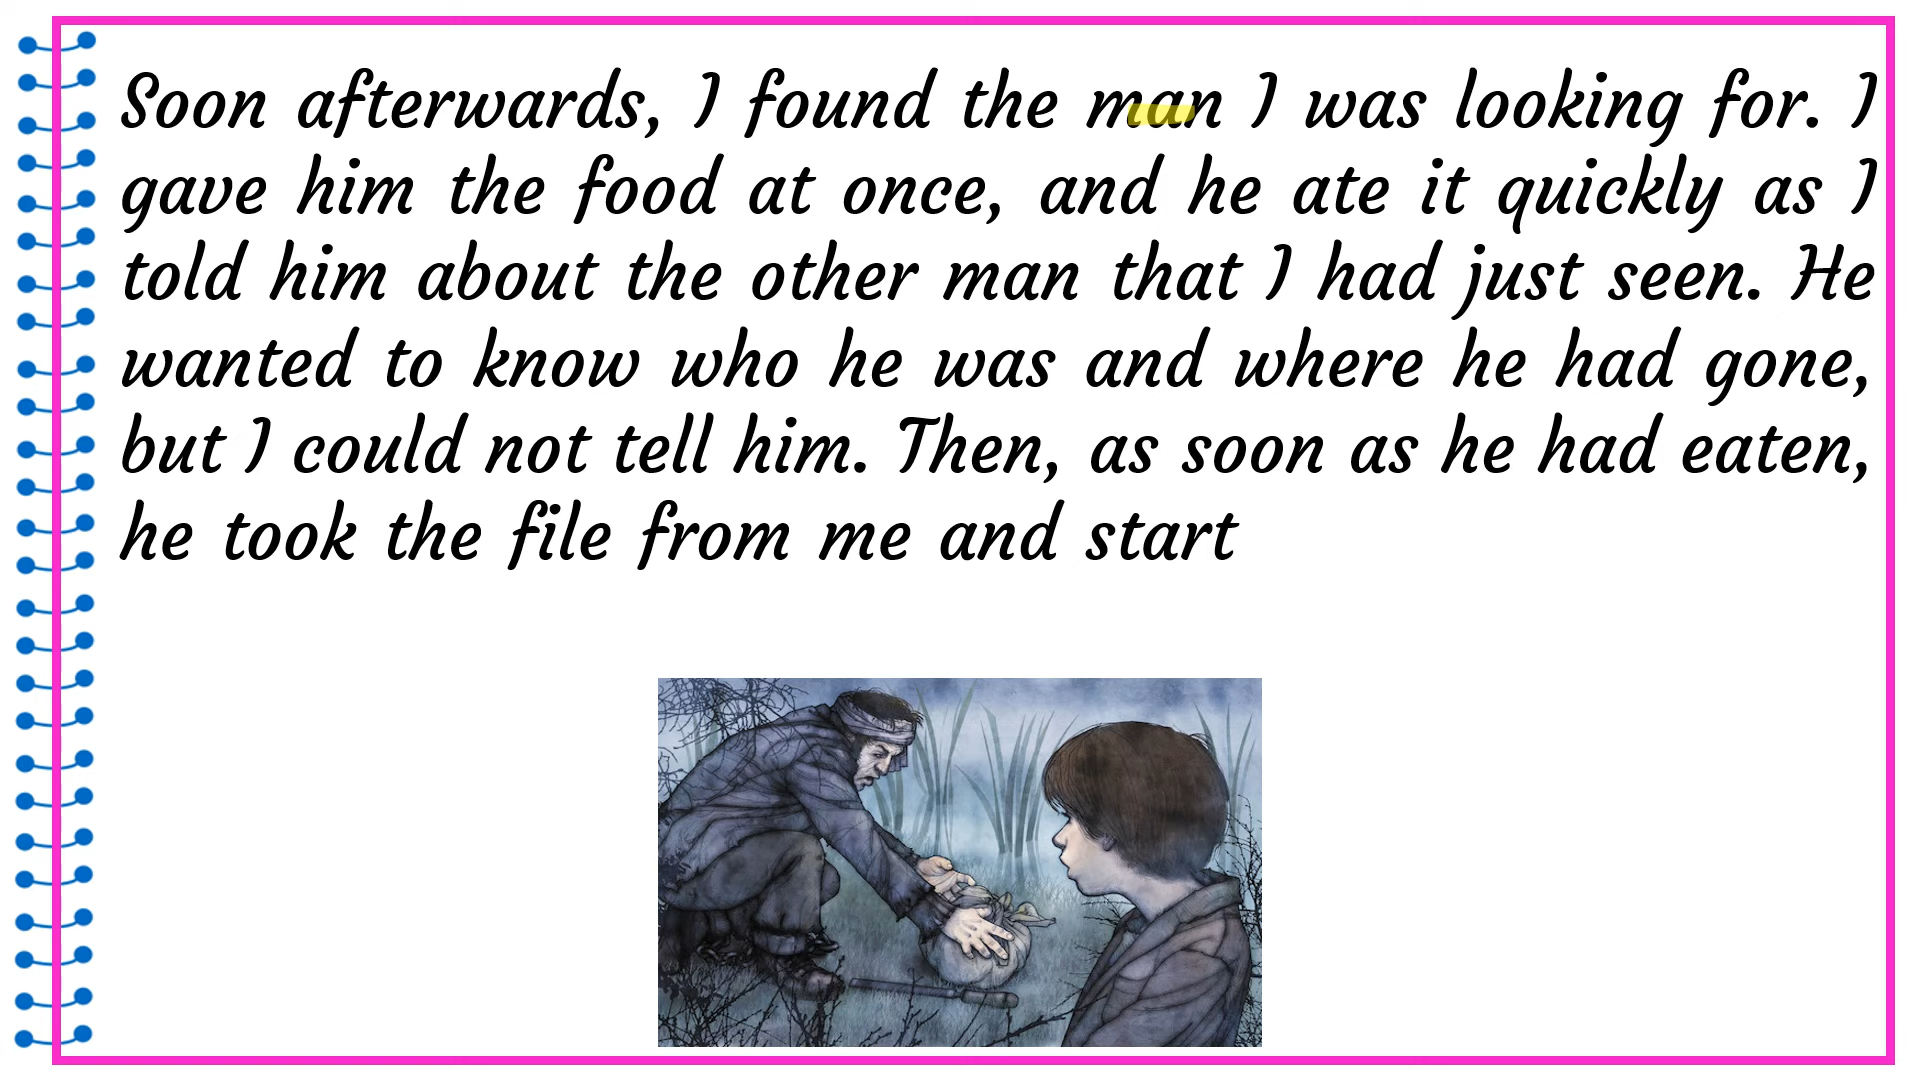 Soon afterwards, I found the man I was looking for. I
gave him the food at once, and he ate it quickly as I
told him about the other man that I had just seen. He
wanted to know who he was and where he had gone,
but I could not tell him. Then, as soon as he had eaten,
he took the file from me and start